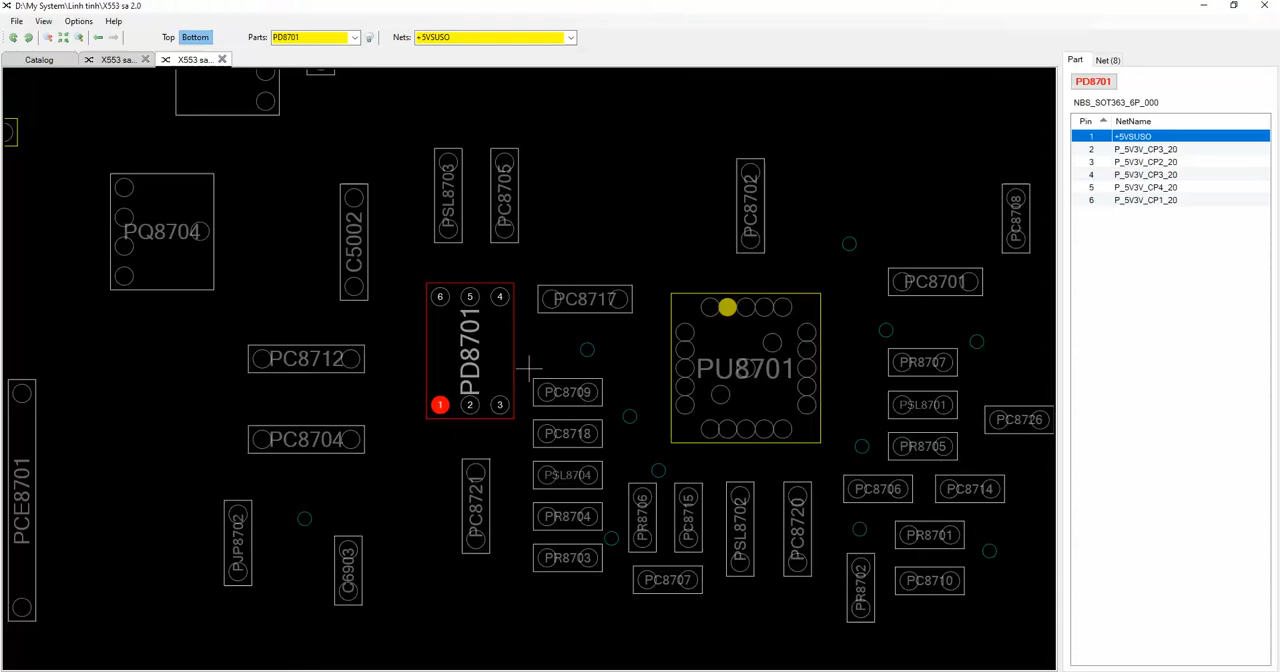 D:\My System\Linh tinh\X553 sa 2.0
File View Options Help
Top Bottom Parts: PD8701 Nets: +5VSUSO
Catalog X553 sa... X553 sa...
Part Net (8)
PD8701
NBS_SOT363_6P_000
Pin NetName
1 +5VSUSO
2 P_5V3V_CP3_20
3 P_5V3V_CP2_20
4 P_5V3V_CP3_20
5 P_5V3V_CP4_20
6 P_5V3V_CP1_20
PQ8704
C5002
PSL8703
PC8705
PC8702
PC8708
PC8701
6 5 4
PD8701
1 2 3
PC8717
PU8701
PC8712
PR8707
PC8709
PSL8701
PC8726
PC8718
PC8704
PR8705
PCE8701
PSL8704
PC8721
PC8706
PC8714
PR8704
PR8706
PC8715
PSL8702
PC8720
PJP8702
PR8701
PR8703
C6903
PC8707
PR8702
PC8710